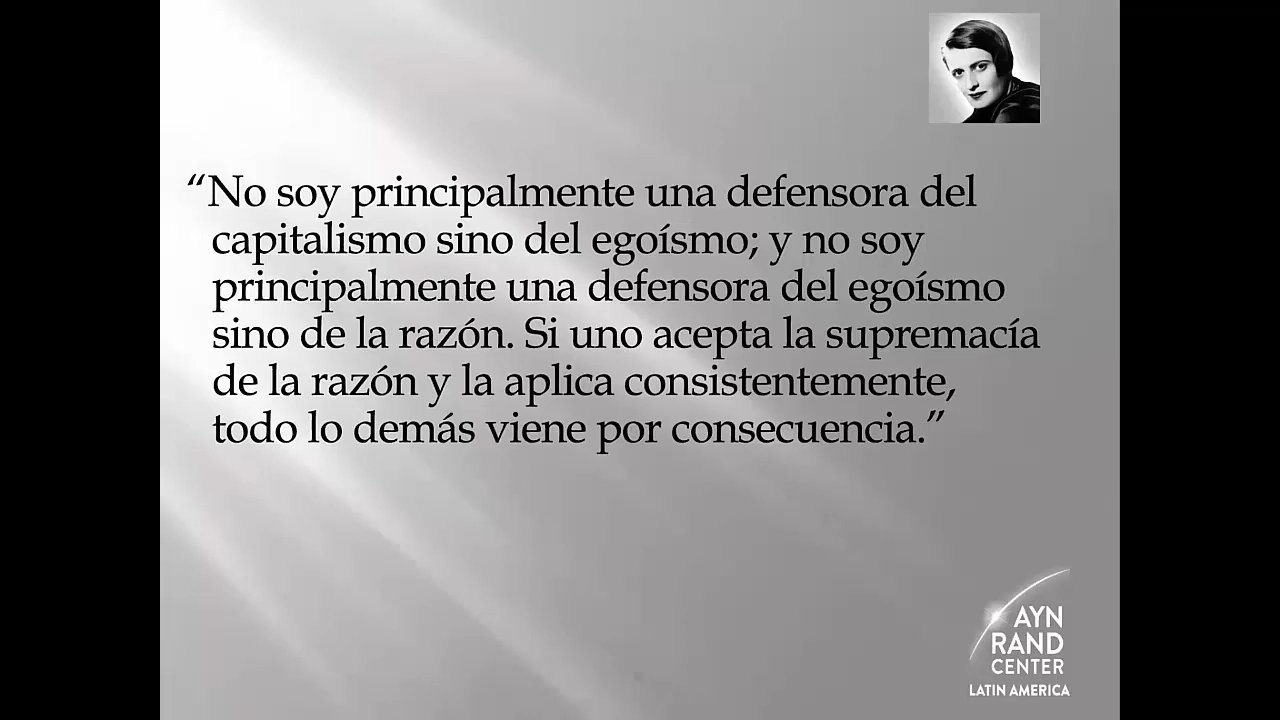 “No soy principalmente una defensora del
capitalismo sino del egoísmo; y no soy
principalmente una defensora del egoísmo
sino de la razón. Si uno acepta la supremacía
de la razón y la aplica consistentemente,
todo lo demás viene por consecuencia.”
AYN
RAND
CENTER
LATIN AMERICA